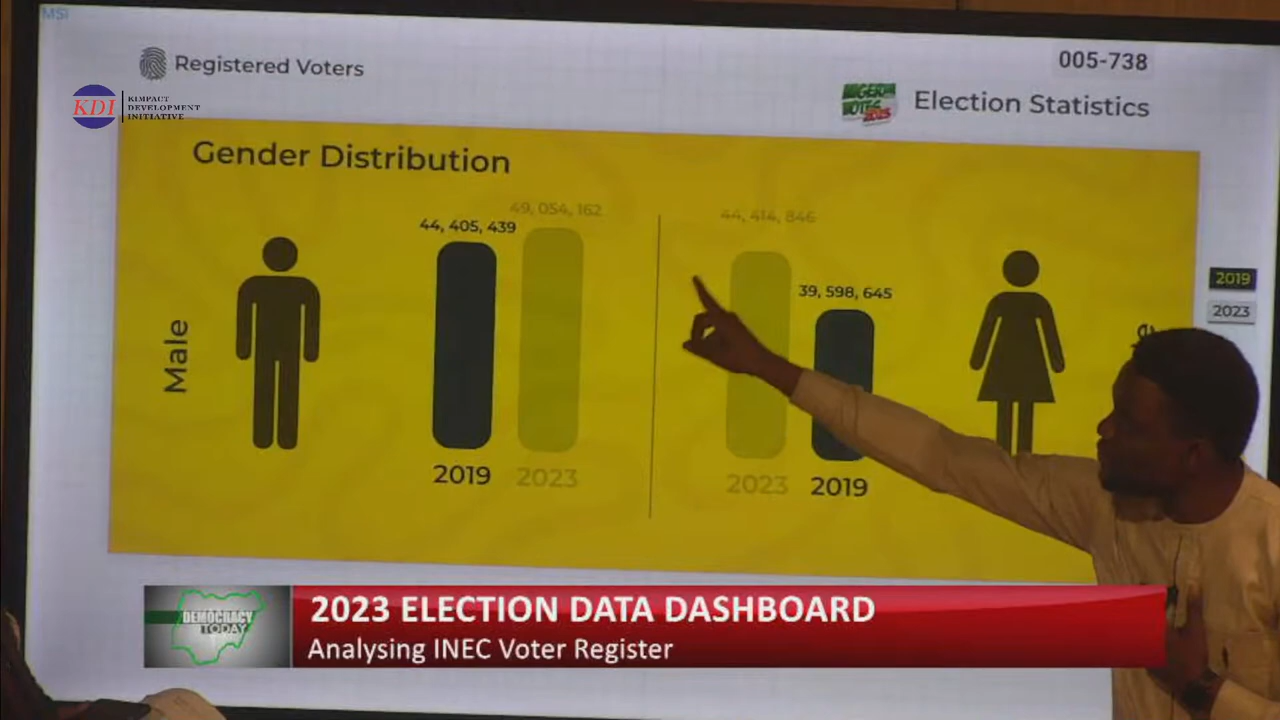 MSI
Registered Voters
005-738
KDI
KIMPACT
DEVELOPMENT
INITIATIVE
NIGERIA
VOTES
2023
Election Statistics
Gender Distribution
44, 405, 439
49, 054, 162
44, 414, 846
39, 598, 645
Male
2019
2023
2023
2019
2019
2023
DEMOCRACY
TODAY
2023 ELECTION DATA DASHBOARD
Analysing INEC Voter Register